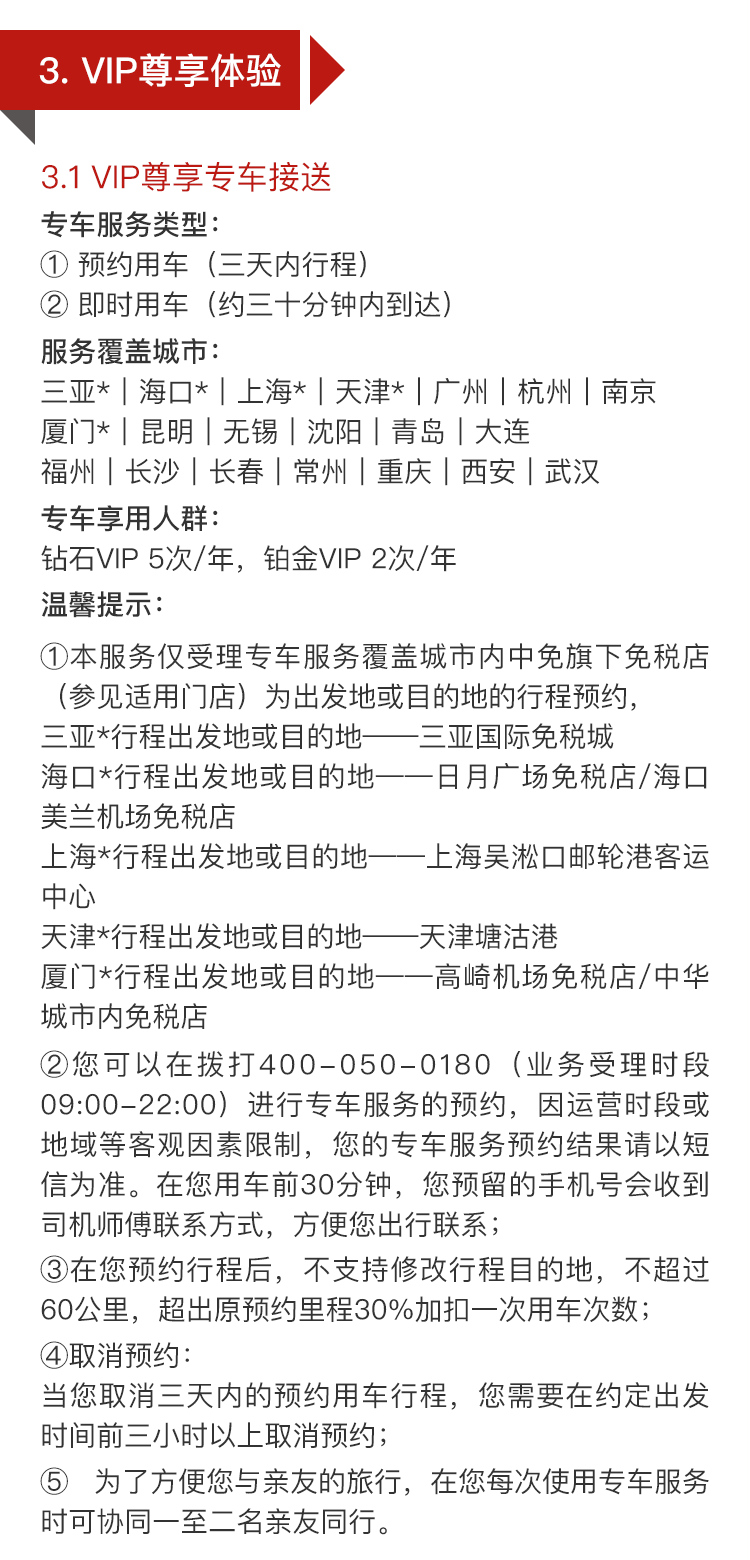 3. VIP尊享体验
3.1 VIP尊享专车接送
专车服务类型：
① 预约用车（三天内行程）
② 即时用车（约三十分钟内到达）
服务覆盖城市：
三亚*｜海口*｜上海*｜天津*｜广州｜杭州｜南京
厦门*｜昆明｜无锡｜沈阳｜青岛｜大连
福州｜长沙｜长春｜常州｜重庆｜西安｜武汉
专车享用人群：
钻石VIP 5次/年，铂金VIP 2次/年
温馨提示：
①本服务仅受理专车服务覆盖城市内中免旗下免税店
（参见适用门店）为出发地或目的地的行程预约，
三亚*行程出发地或目的地——三亚国际免税城
海口*行程出发地或目的地——日月广场免税店/海口
美兰机场免税店
上海*行程出发地或目的地——上海吴淞口邮轮港客运
中心
天津*行程出发地或目的地——天津塘沽港
厦门*行程出发地或目的地——高崎机场免税店/中华
城市内免税店
②您可以在拨打400-050-0180（业务受理时段
09:00-22:00）进行专车服务的预约，因运营时段或
地域等客观因素限制，您的专车服务预约结果请以短
信为准。在您用车前30分钟，您预留的手机号会收到
司机师傅联系方式，方便您出行联系；
③在您预约行程后，不支持修改行程目的地，不超过
60公里，超出原预约里程30%加扣一次用车次数；
④取消预约：
当您取消三天内的预约用车行程，您需要在约定出发
时间前三小时以上取消预约；
⑤ 为了方便您与亲友的旅行，在您每次使用专车服务
时可协同一至二名亲友同行。